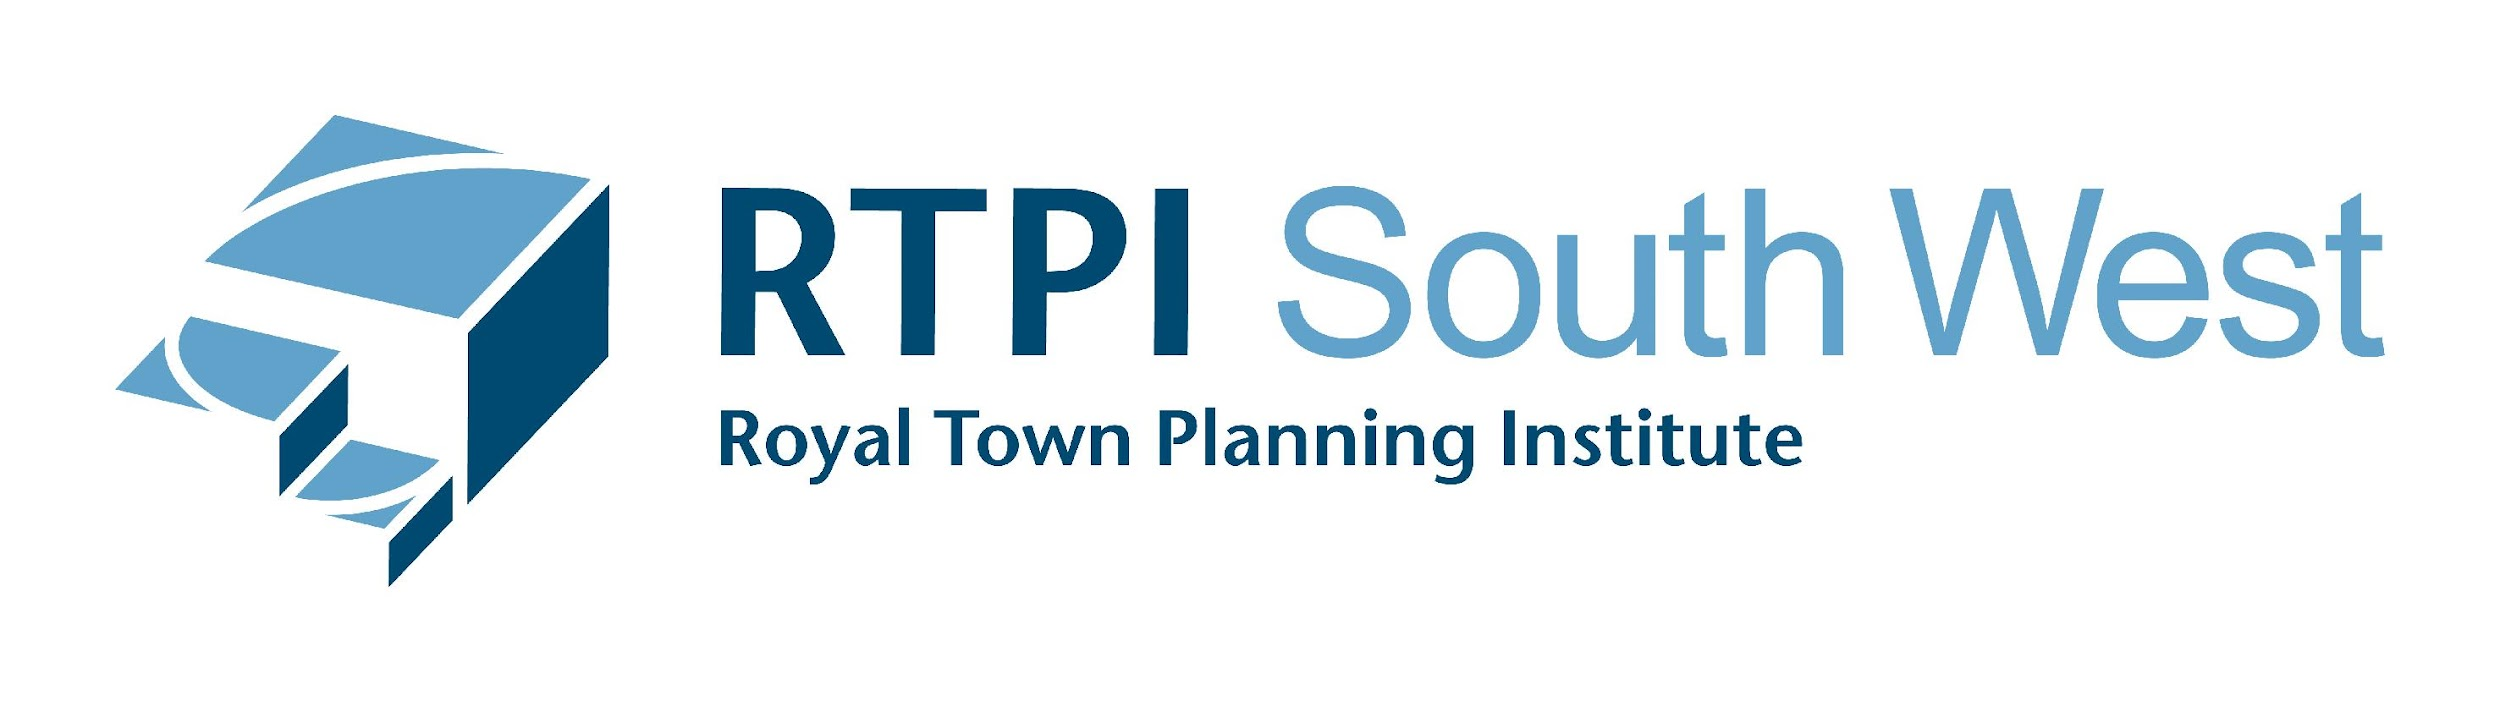 RTPI South West
Royal Town Planning Institute